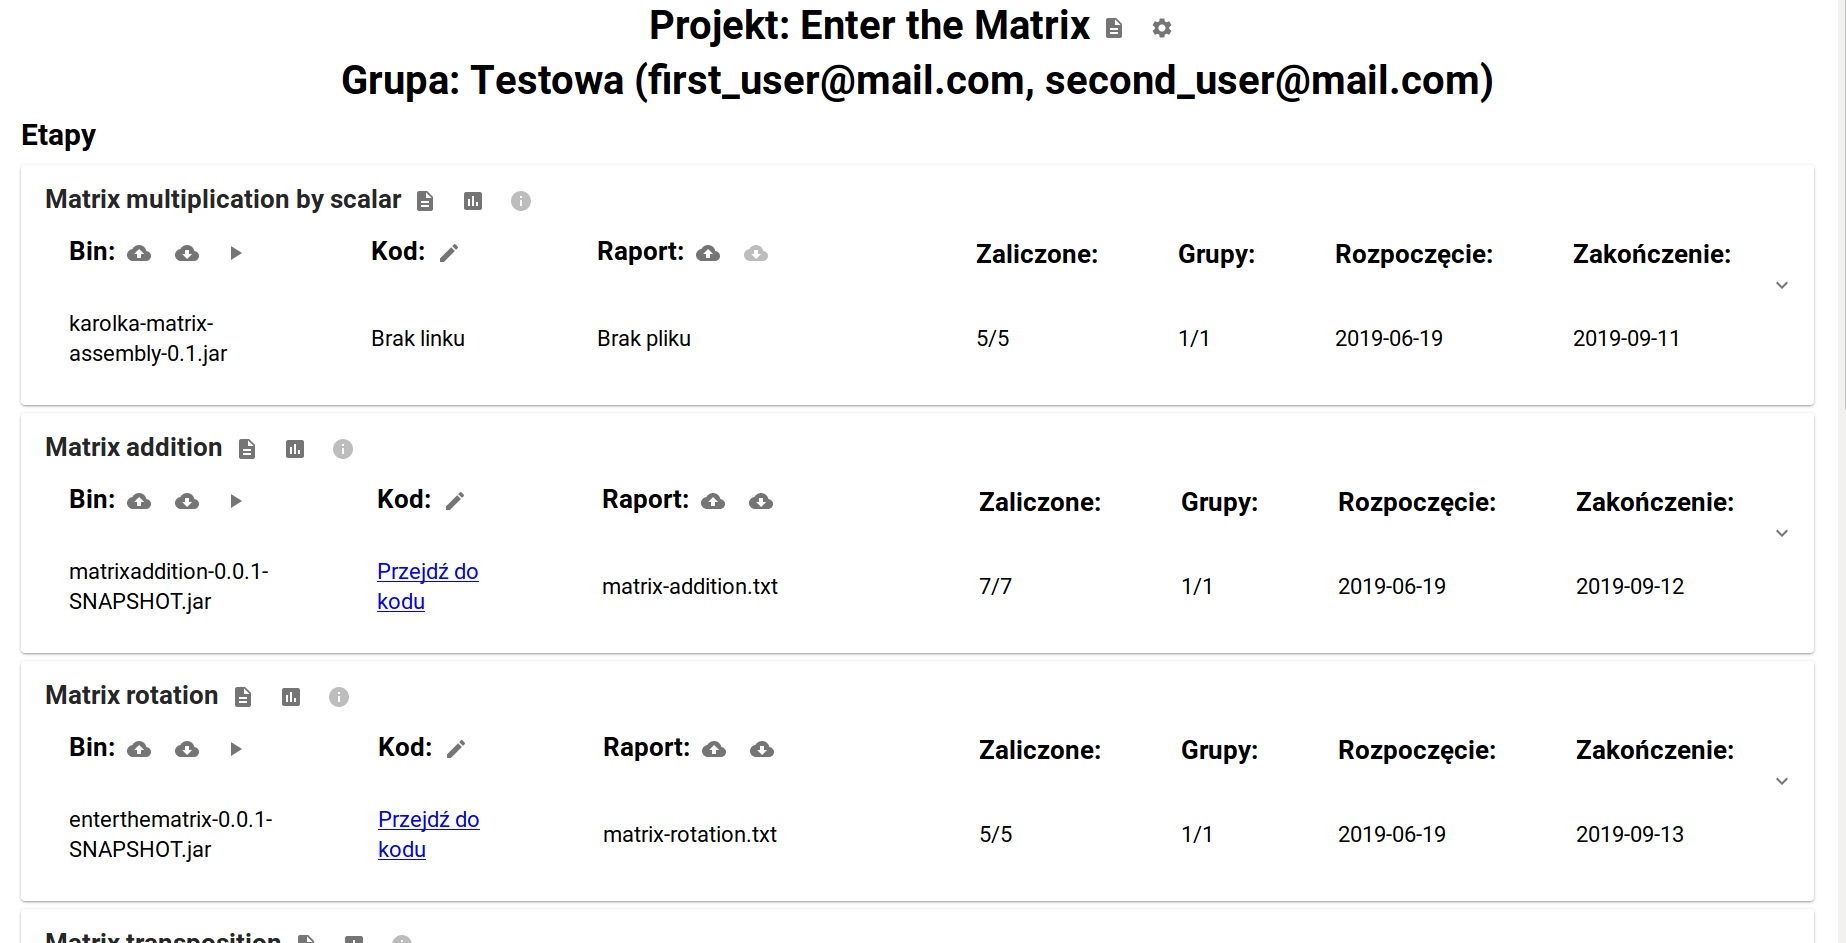 Projekt: Enter the Matrix
Grupa: Testowa (first_user@mail.com, second_user@mail.com)
Etapy
Matrix multiplication by scalar
Bin: Kod: Raport: Zaliczone: Grupy: Rozpoczęcie: Zakończenie:
karolka-matrix-
assembly-0.1.jar
Brak linku Brak pliku 5/5 1/1 2019-06-19 2019-09-11
Matrix addition
Bin: Kod: Raport: Zaliczone: Grupy: Rozpoczęcie: Zakończenie:
matrixaddition-0.0.1-
SNAPSHOT.jar
Przejdź do
kodu
matrix-addition.txt 7/7 1/1 2019-06-19 2019-09-12
Matrix rotation
Bin: Kod: Raport: Zaliczone: Grupy: Rozpoczęcie: Zakończenie:
enterthematrix-0.0.1-
SNAPSHOT.jar
Przejdź do
kodu
matrix-rotation.txt 5/5 1/1 2019-06-19 2019-09-13
Matrix transposition